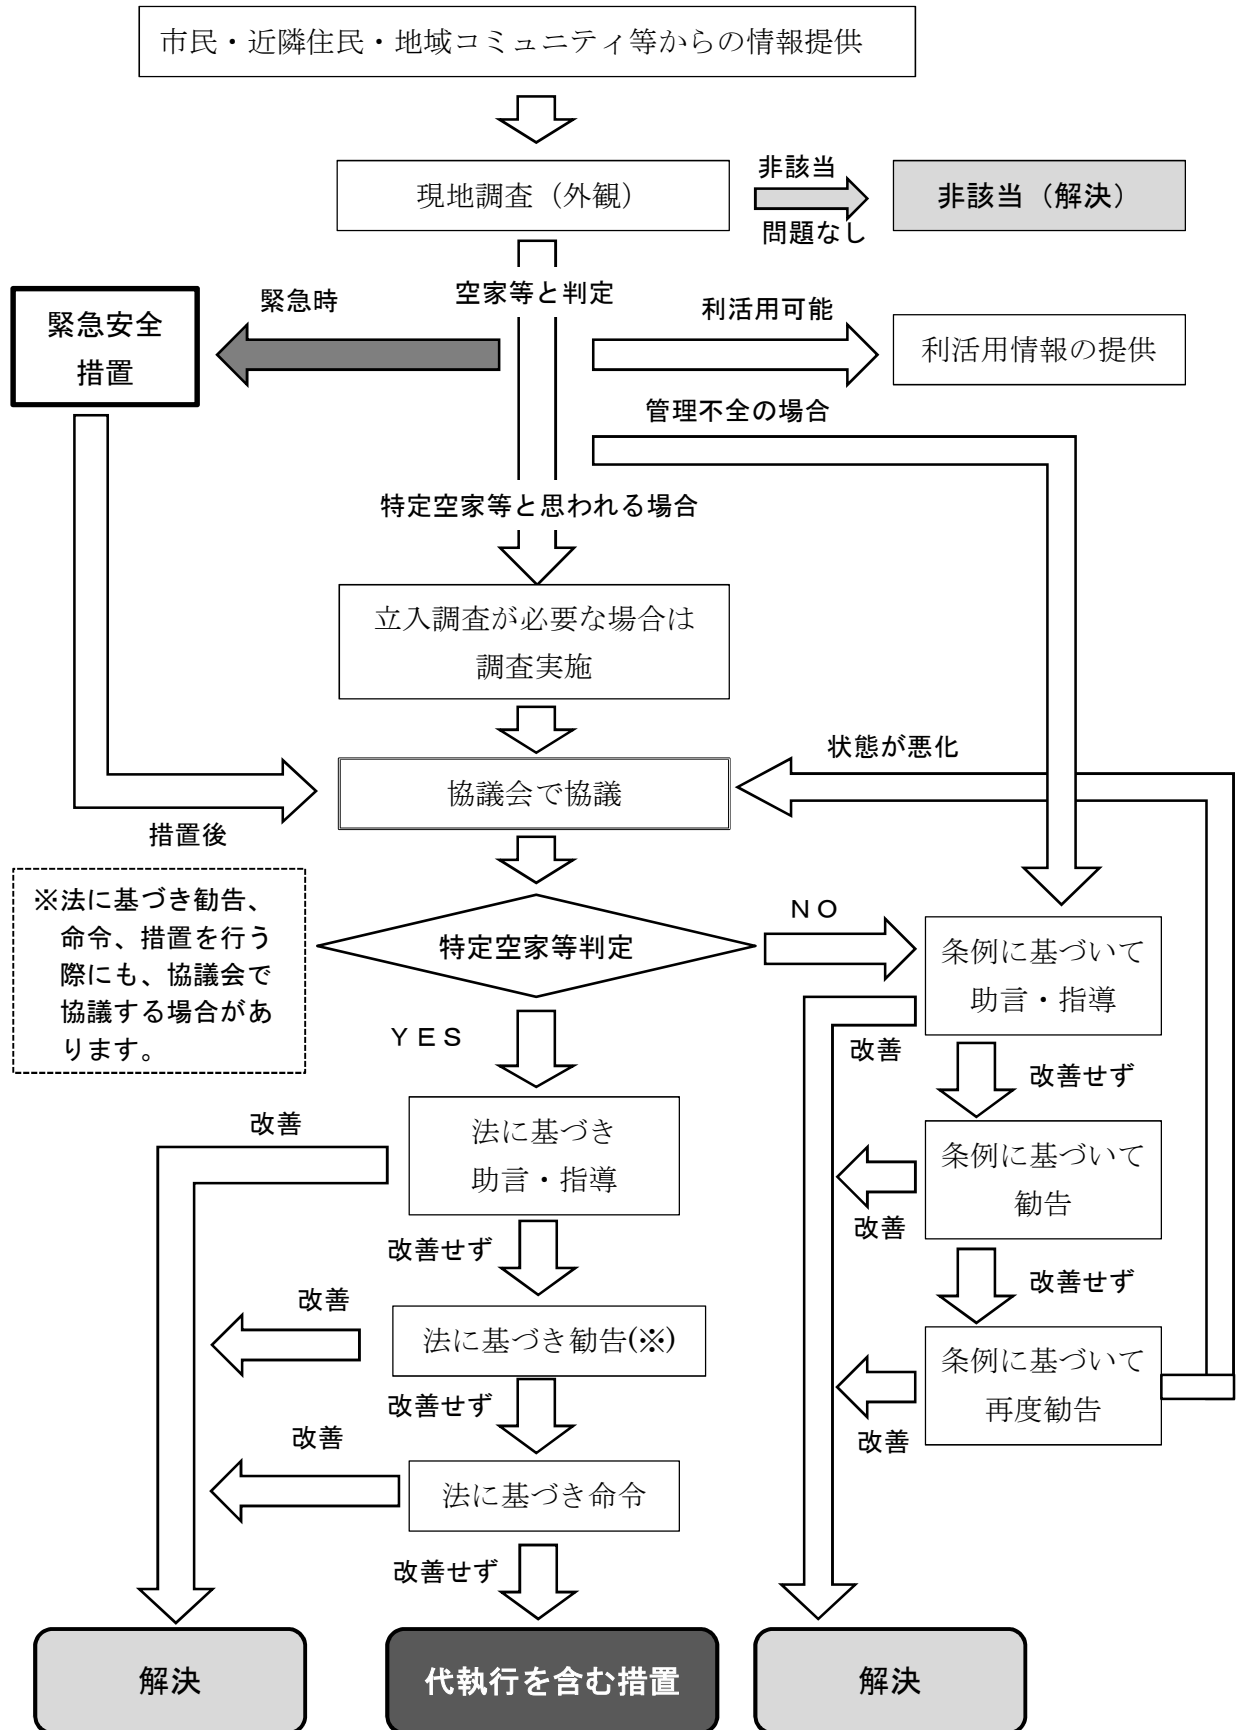 市民・近隣住民・地域コミュニティ等からの情報提供
現地調査（外観）
非該当
問題なし
非該当（解決）
空家等と判定
緊急時
緊急安全
措置
利活用可能
利活用情報の提供
管理不全の場合
特定空家等と思われる場合
立入調査が必要な場合は
調査実施
状態が悪化
協議会で協議
措置後
※法に基づき勧告、
命令、措置を行う
際にも、協議会で
協議する場合があ
ります。
特定空家等判定
ＮＯ
条例に基づいて
助言・指導
ＹＥＳ
改善
改善せず
法に基づき
助言・指導
改善
条例に基づいて
勧告
改善
改善せず
改善せず
法に基づき勧告(※)
改善
条例に基づいて
再度勧告
改善
改善せず
法に基づき命令
改善
改善せず
解決
代執行を含む措置
解決